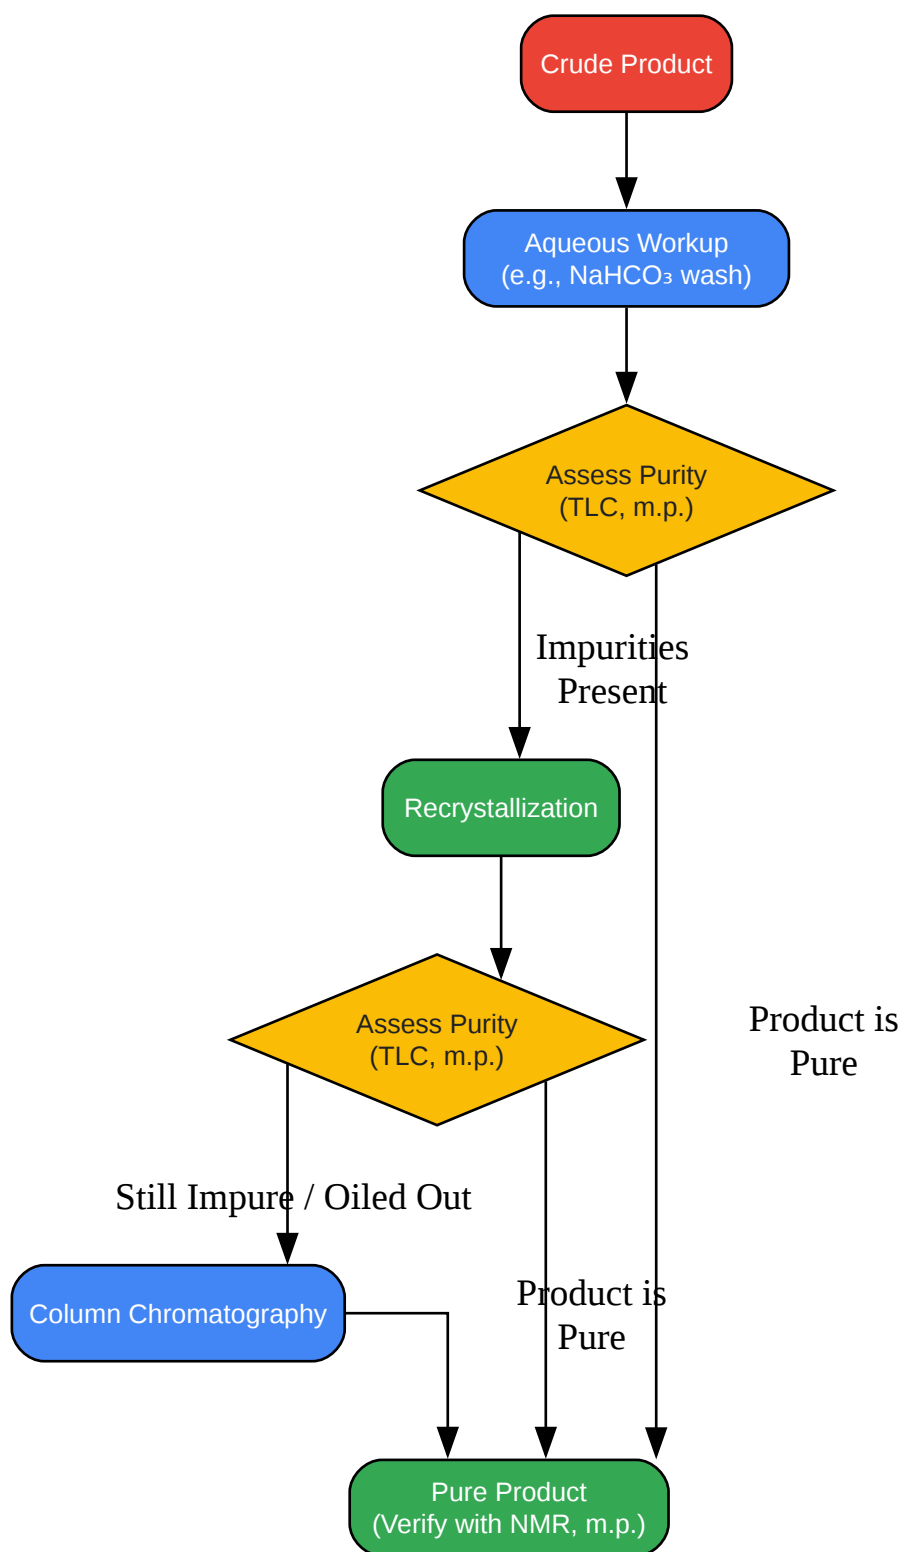 Crude Product
Aqueous Workup
(e.g., NaHCO₃ wash)
Assess Purity
(TLC, m.p.)
Impurities
Present
Recrystallization
Product is
Pure
Assess Purity
(TLC, m.p.)
Still Impure / Oiled Out
Product is
Pure
Column Chromatography
Pure Product
(Verify with NMR, m.p.)